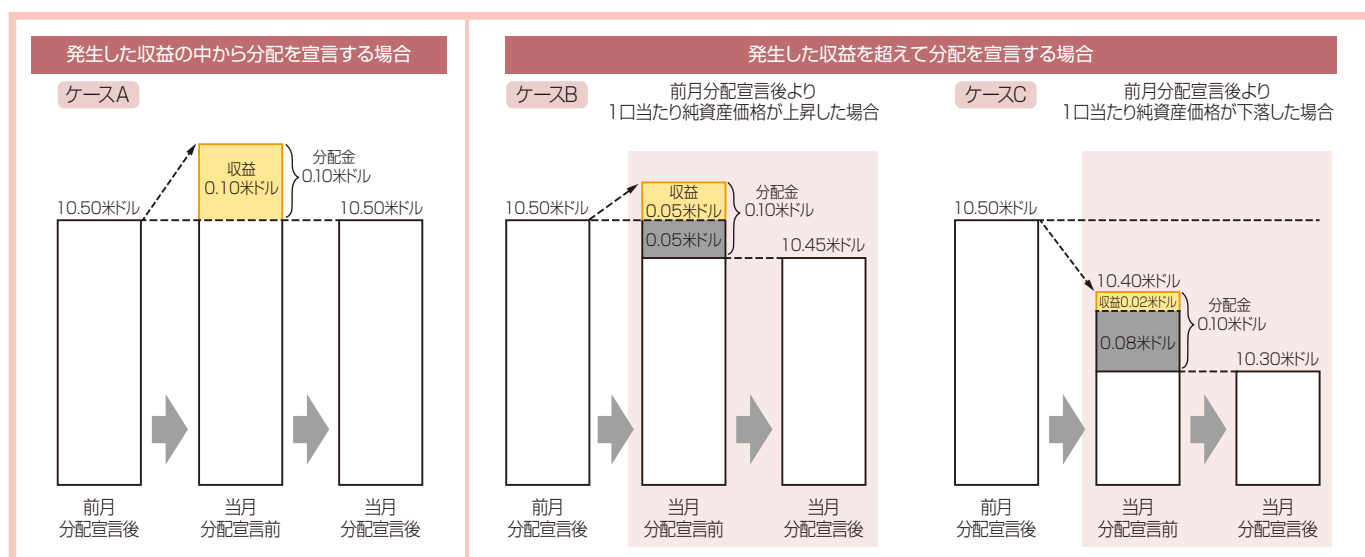 発生した収益の中から分配を宣言する場合
ケースA
収益
0.10米ドル
分配金
0.10米ドル
10.50米ドル
10.50米ドル
前月
分配宣言後
当月
分配宣言前
当月
分配宣言後
発生した収益を超えて分配を宣言する場合
ケースB
前月分配宣言後より
1口当たり純資産価格が上昇した場合
10.50米ドル
収益
0.05米ドル
0.05米ドル
分配金
0.10米ドル
10.45米ドル
前月
分配宣言後
当月
分配宣言前
当月
分配宣言後
ケースC
前月分配宣言後より
1口当たり純資産価格が下落した場合
10.50米ドル
10.40米ドル
収益0.02米ドル
0.08米ドル
分配金
0.10米ドル
10.30米ドル
前月
分配宣言後
当月
分配宣言前
当月
分配宣言後